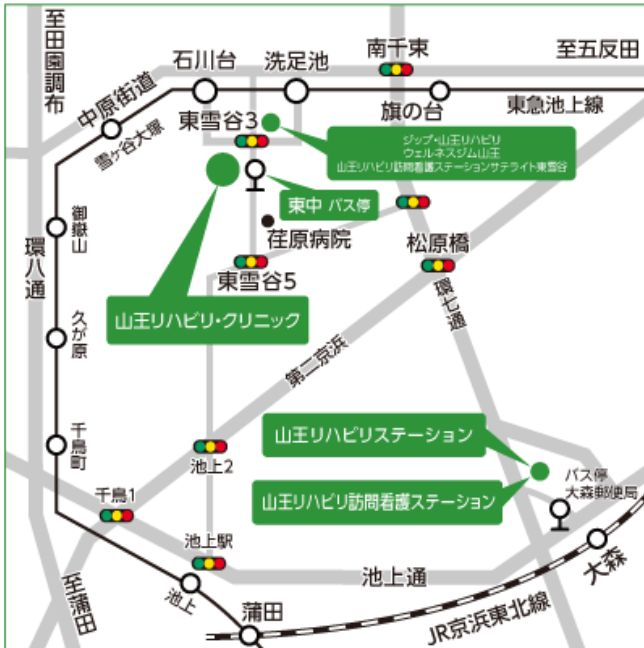 至田園調布
中原街道
石川台
洗足池
南千束
至五反田
旗の台
東急池上線
雪ヶ谷大塚
東雪谷3
ジップ・山王リハビリ
ウェルネスジム山王
山王リハビリ訪問看護ステーションサテライト東雪谷
東中 バス停
荏原病院
御嶽山
環八通
東雪谷5
松原橋
環七通
山王リハビリ・クリニック
久が原
第二京浜
千鳥町
池上2
山王リハビリステーション
山王リハビリ訪問看護ステーション
バス停
大森郵便局
千鳥1
池上駅
池上
池上通
大森
至蒲田
蒲田
JR京浜東北線